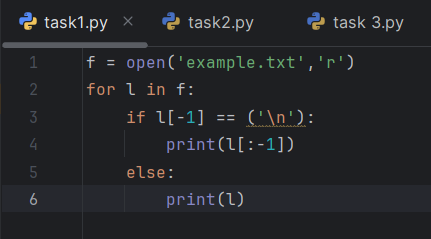 task1.py × task2.py task 3.py
1 f = open('example.txt','r')
2 for l in f:
3 if l[-1] == ('\n'):
4 print(l[:-1])
5 else:
6 print(l)